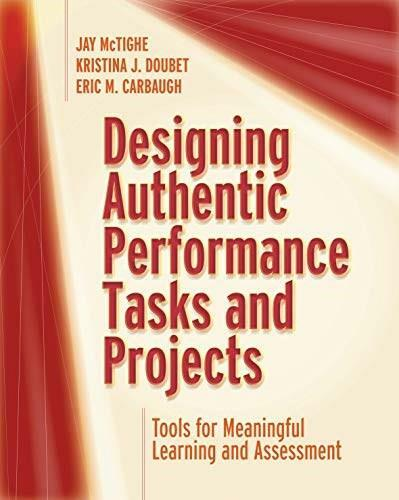 JAY McTIGHE
KRISTINA J. DOUBET
ERIC M. CARBAUGH
Designing
Authentic
Performance
Tasks and
Projects
Tools for Meaningful
Learning and Assessment